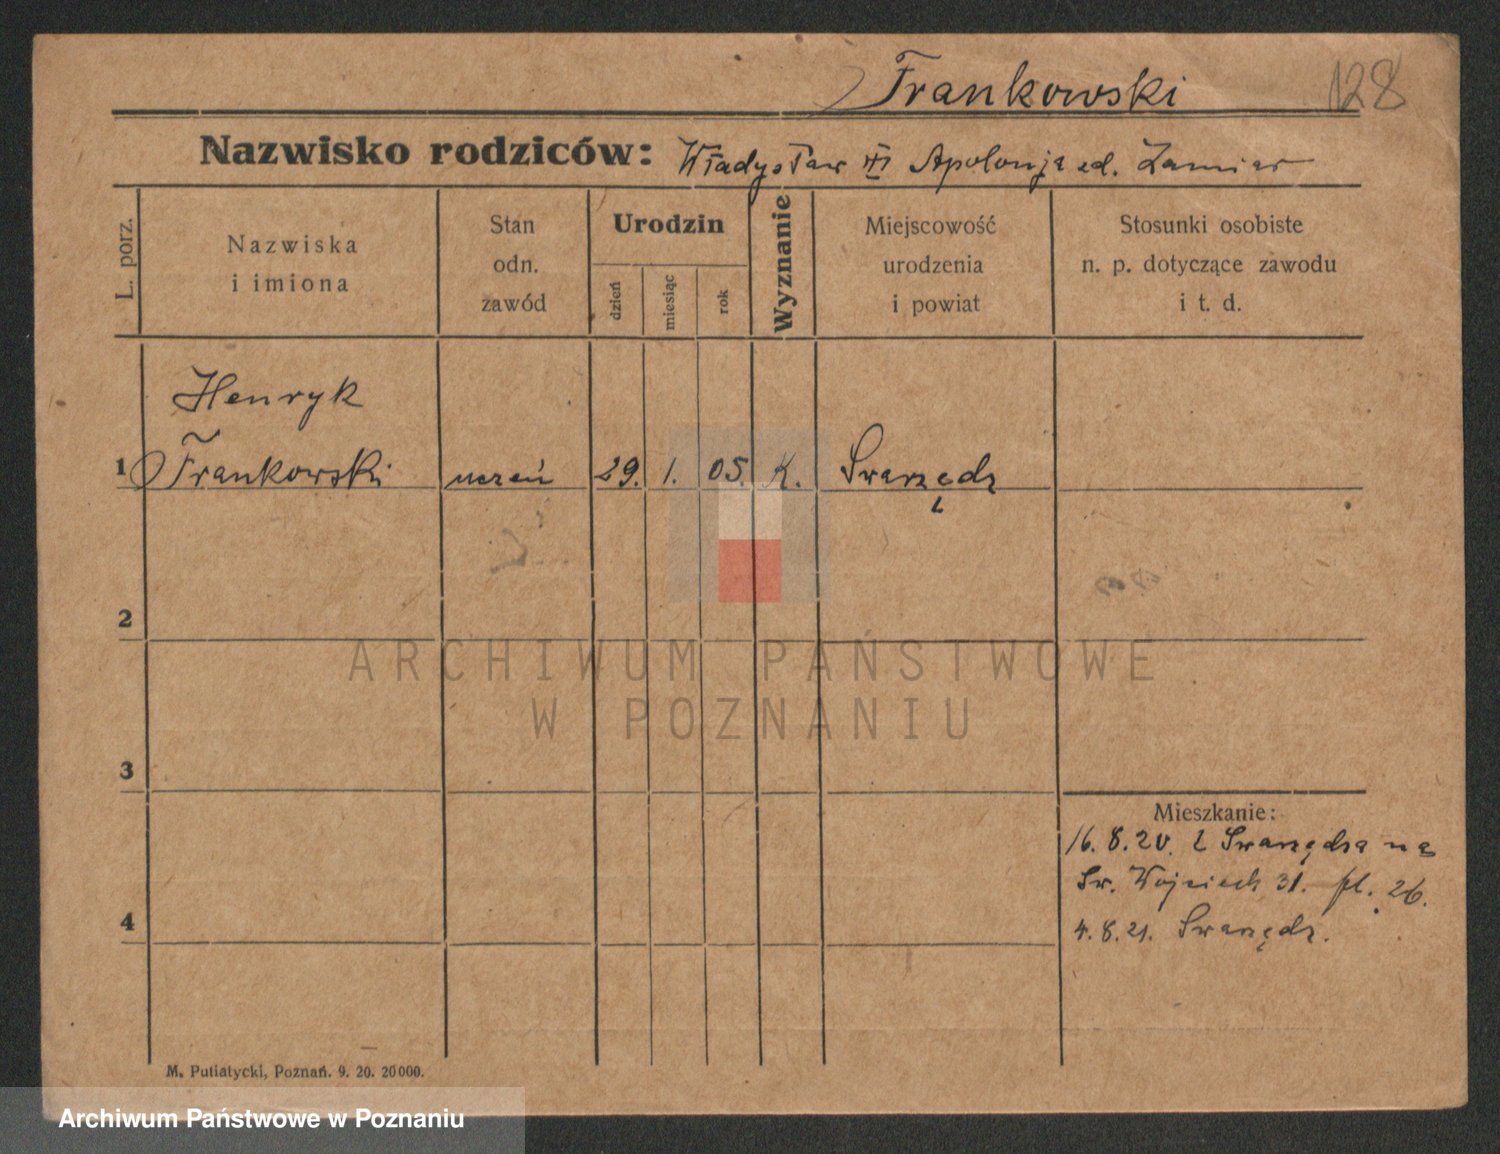 Frankowski 128
Nazwisko rodziców: Władysław Apolonja
L. porz.
Nazwiska
i imiona
Stan
odn.
zawód
Urodzin
dzień
miesiąc
rok
Wyznanie
Miejscowość
urodzenia
i powiat
Stosunki osobiste
n. p. dotyczące zawodu
i t. d.
Henryk
1 Frankowski uczeń 29. 1. 05. K. Swarzędz
2
3
4
Mieszkanie:
16.8.20. z Swarzędza na
Św. Wojciech 31. pl. 26.
4.8.21. Swarzędz.
M. Putiatycki, Poznań. 9. 20. 20000.
ARCHIWUM PAŃSTWOWE
W POZNANIU
Archiwum Państwowe w Poznaniu